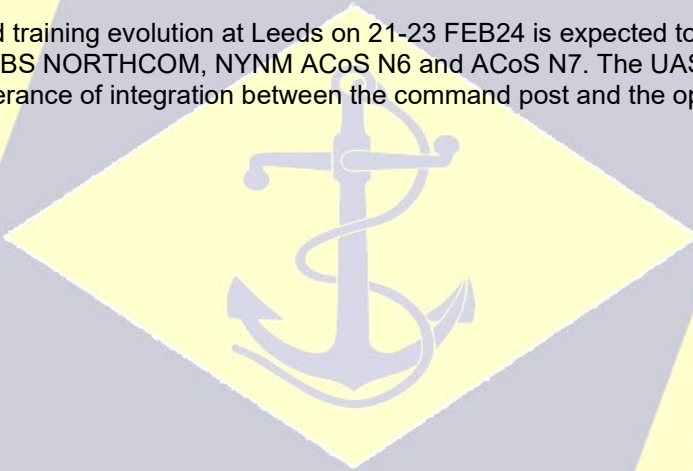 d training evolution at Leeds on 21-23 FEB24 is expected to
BS NORTHCOM, NYNM ACoS N6 and ACoS N7. The UAS
erance of integration between the command post and the op